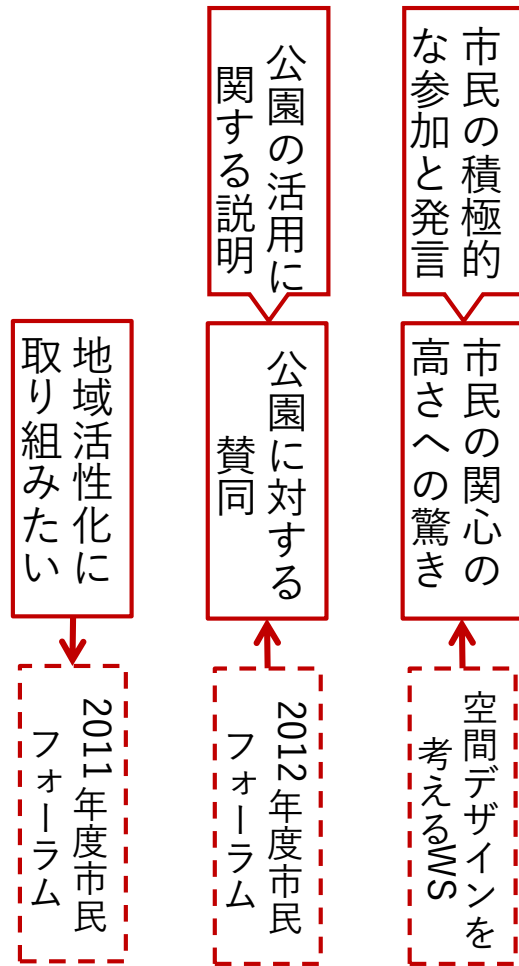 市民の積極的
な参加と発言
公園の活用に
関する説明
市民の関心の
高さへの驚き
公園に対する
賛同
地域活性化に
取り組みたい
空間デザインを
考えるWS
2012年度市民
フォーラム
2011年度市民
フォーラム